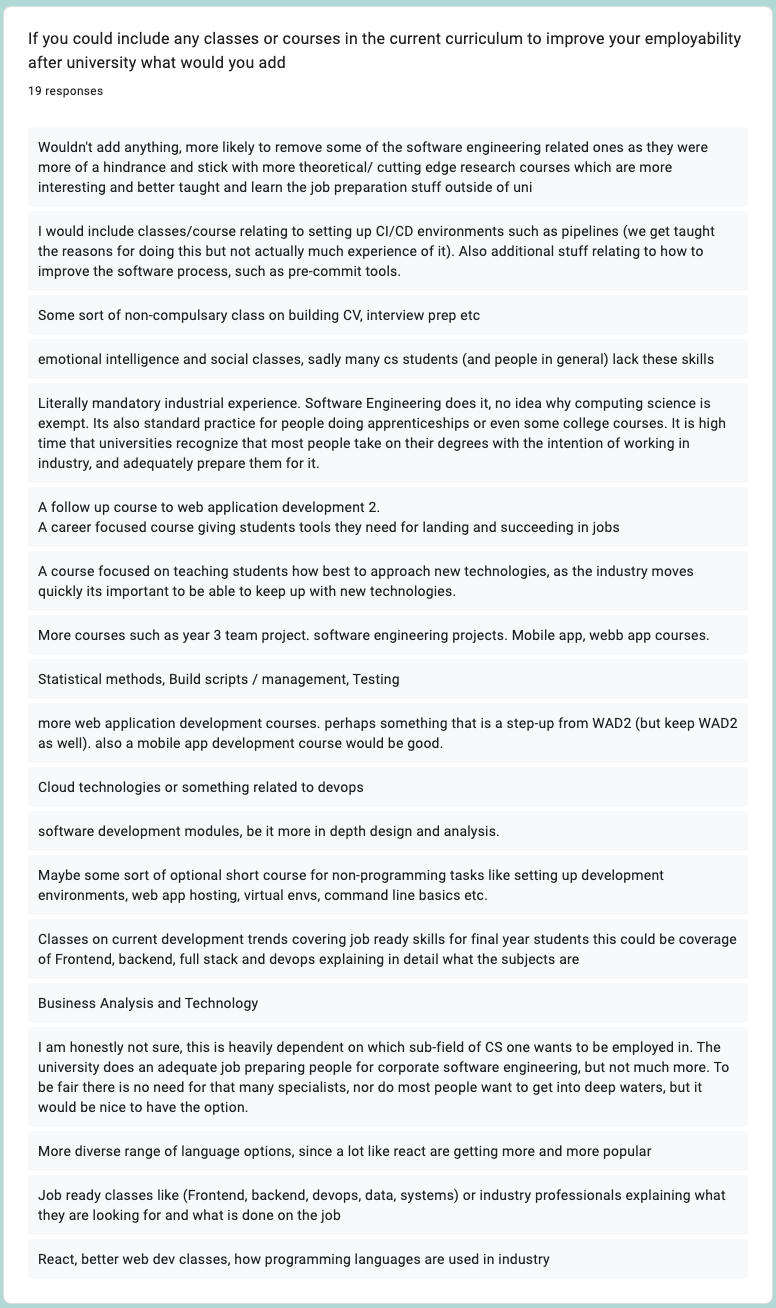 If you could include any classes or courses in the current curriculum to improve your employability
after university what would you add
19 responses
Wouldn't add anything, more likely to remove some of the software engineering related ones as they were
more of a hindrance and stick with more theoretical/ cutting edge research courses which are more
interesting and better taught and learn the job preparation stuff outside of uni
I would include classes/course relating to setting up CI/CD environments such as pipelines (we get taught
the reasons for doing this but not actually much experience of it). Also additional stuff relating to how to
improve the software process, such as pre-commit tools.
Some sort of non-compulsary class on building CV, interview prep etc
emotional intelligence and social classes, sadly many cs students (and people in general) lack these skills
Literally mandatory industrial experience. Software Engineering does it, no idea why computing science is
exempt. Its also standard practice for people doing apprenticeships or even some college courses. It is high
time that universities recognize that most people take on their degrees with the intention of working in
industry, and adequately prepare them for it.
A follow up course to web application development 2.
A career focused course giving students tools they need for landing and succeeding in jobs
A course focused on teaching students how best to approach new technologies, as the industry moves
quickly its important to be able to keep up with new technologies.
More courses such as year 3 team project. software engineering projects. Mobile app, webb app courses.
Statistical methods, Build scripts / management, Testing
more web application development courses. perhaps something that is a step-up from WAD2 (but keep WAD2
as well). also a mobile app development course would be good.
Cloud technologies or something related to devops
software development modules, be it more in depth design and analysis.
Maybe some sort of optional short course for non-programming tasks like setting up development
environments, web app hosting, virtual envs, command line basics etc.
Classes on current development trends covering job ready skills for final year students this could be coverage
of Frontend, backend, full stack and devops explaining in detail what the subjects are
Business Analysis and Technology
I am honestly not sure, this is heavily dependent on which sub-field of CS one wants to be employed in. The
university does an adequate job preparing people for corporate software engineering, but not much more. To
be fair there is no need for that many specialists, nor do most people want to get into deep waters, but it
would be nice to have the option.
More diverse range of language options, since a lot like react are getting more and more popular
Job ready classes like (Frontend, backend, devops, data, systems) or industry professionals explaining what
they are looking for and what is done on the job
React, better web dev classes, how programming languages are used in industry